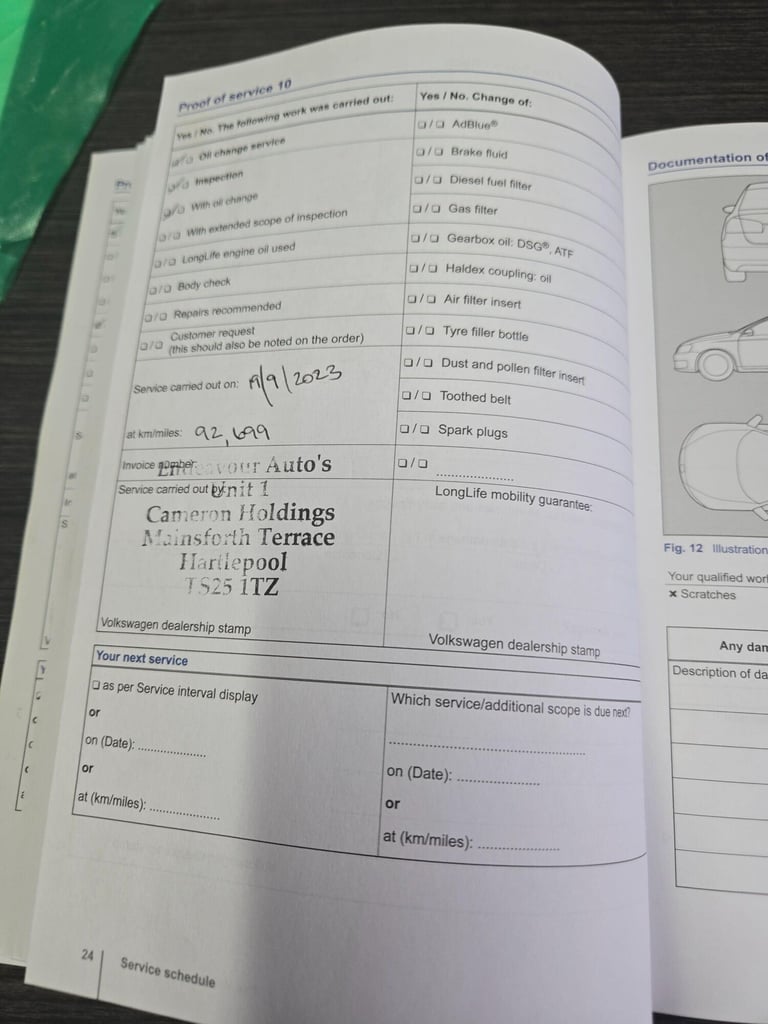 Proof of service 10
Yes / No. The following work was carried out:
❏/❏ Oil change service
❏/❏ Inspection
❏/❏ With oil change
❏/❏ With extended scope of inspection
❏/❏ LongLife engine oil used
❏/❏ Body check
❏/❏ Repairs recommended
❏/❏ Customer request
(this should also be noted on the order)
Service carried out on: 19/9/2023
at km/miles: 92,699
Invoice number:
Endeavour Auto's
Service carried out by:
Unit 1
Cameron Holdings
Mainsforth Terrace
Hartlepool
TS25 1TZ
Volkswagen dealership stamp
Yes / No. Change of:
❏/❏ AdBlue®
❏/❏ Brake fluid
❏/❏ Diesel fuel filter
❏/❏ Gas filter
❏/❏ Gearbox oil: DSG®, ATF
❏/❏ Haldex coupling: oil
❏/❏ Air filter insert
❏/❏ Tyre filler bottle
❏/❏ Dust and pollen filter insert
❏/❏ Toothed belt
❏/❏ Spark plugs
❏/❏ ....................
LongLife mobility guarantee:
Volkswagen dealership stamp
Your next service
❏ as per Service interval display
or
on (Date): ..................
or
at (km/miles): ..................
Which service/additional scope is due next?
..................................................
on (Date): .....................
or
at (km/miles): .....................
24 Service schedule
Documentation of
Fig. 12 Illustration
Your qualified
× Scratches
Any
Description of